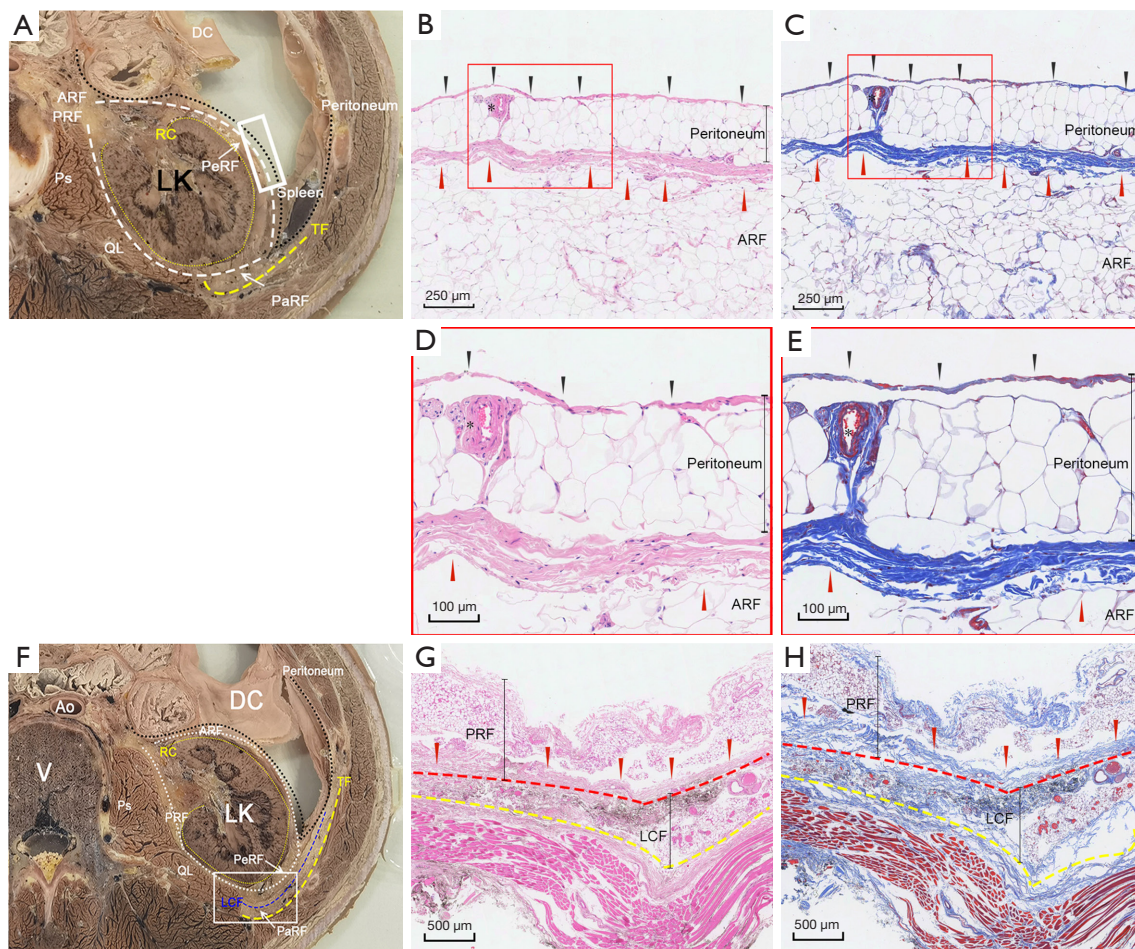 A
DC
ARF
PRF
RC
Peritoneum
PeRF
Ps
LK
Spleen
TF
QL
PaRF
B
*
Peritoneum
ARF
250 μm
C
*
Peritoneum
ARF
250 μm
D
*
Peritoneum
ARF
100 μm
E
*
Peritoneum
ARF
100 μm
F
Peritoneum
DC
Ao
ARF
RC
TF
V
Ps
LK
PRF
PeRF
QL
LCF
PaRF
G
PRF
LCF
500 μm
H
PRF
LCF
500 μm